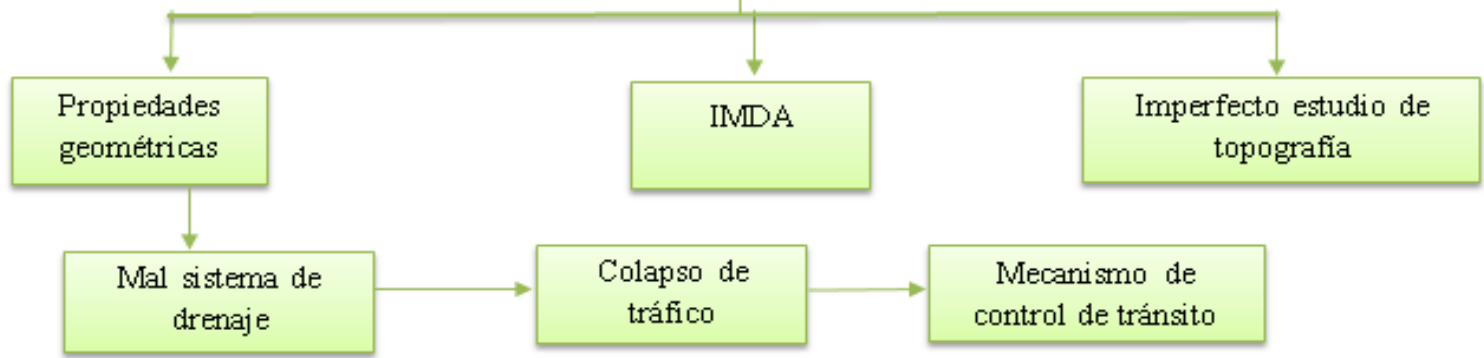 Propiedades
geométricas
IMDA
Imperfecto estudio de
topografía
Mal sistema de
drenaje
Colapso de
tráfico
Mecanismo de
control de tránsito